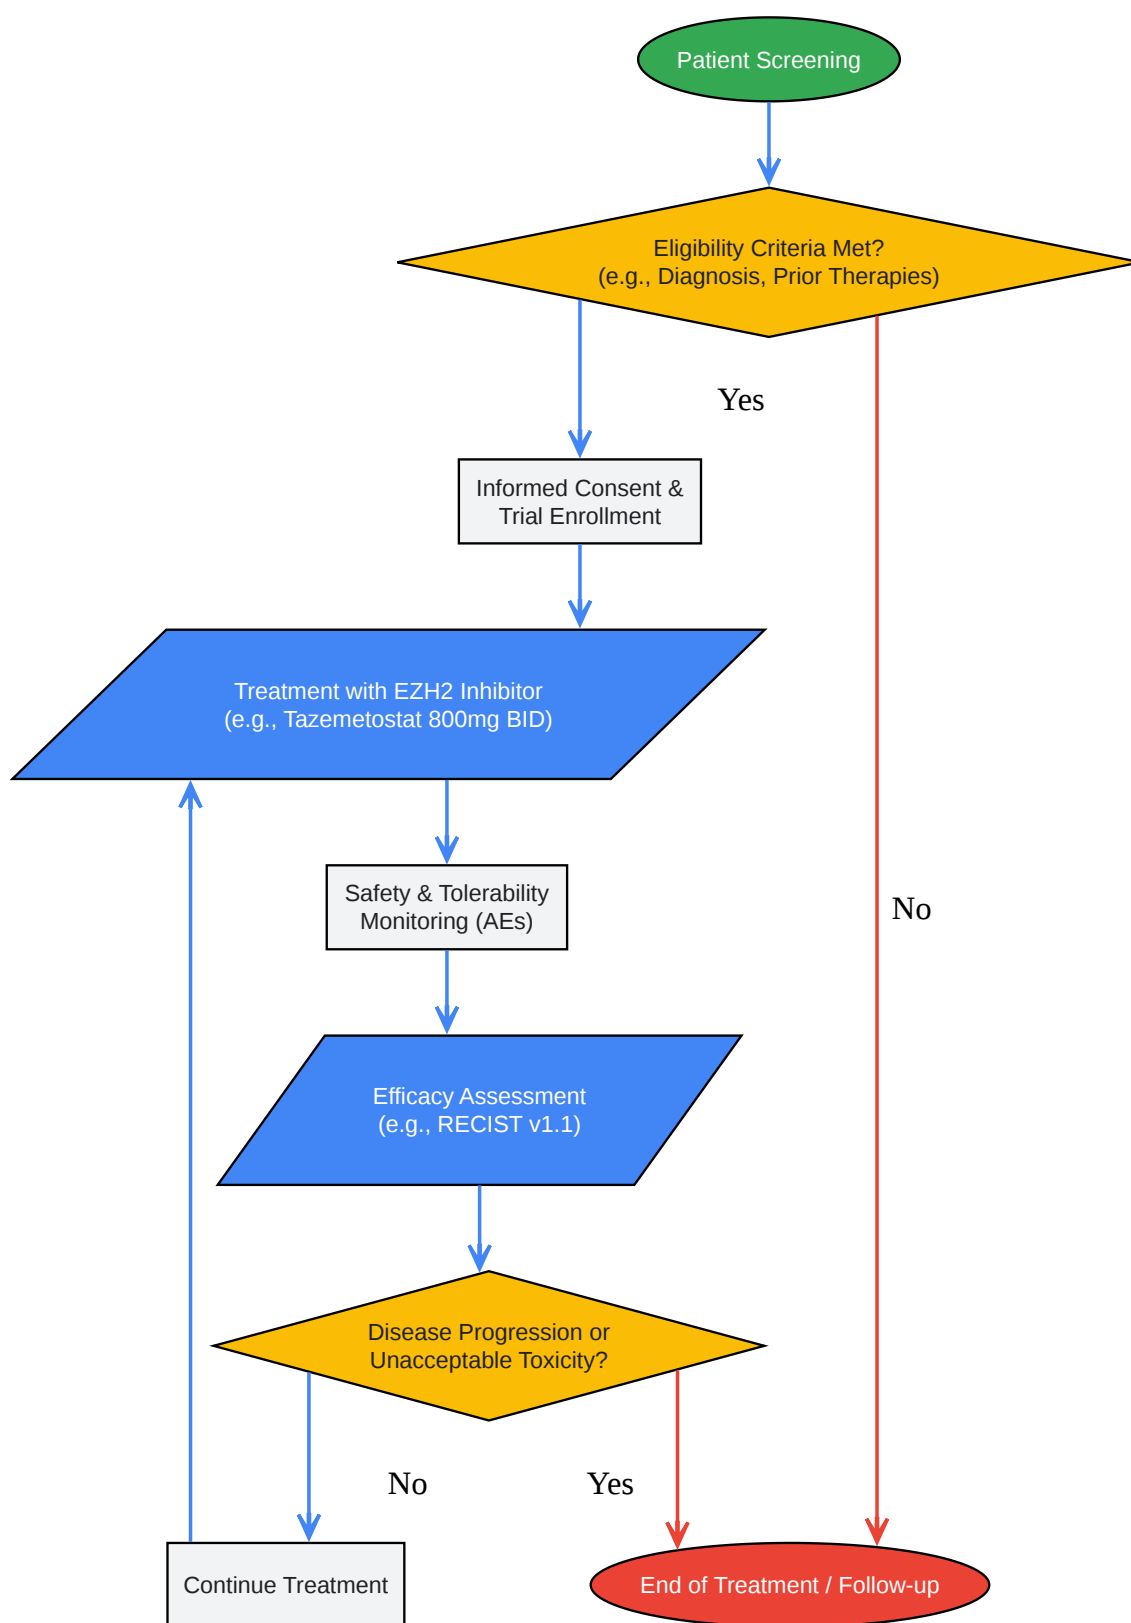 Patient Screening
Eligibility Criteria Met?
(e.g., Diagnosis, Prior Therapies)
Yes
Informed Consent &
Trial Enrollment
Treatment with EZH2 Inhibitor
(e.g., Tazemetostat 800mg BID)
Safety & Tolerability
Monitoring (AEs)
No
Efficacy Assessment
(e.g., RECIST v1.1)
Disease Progression or
Unacceptable Toxicity?
No
Yes
Continue Treatment
End of Treatment / Follow-up